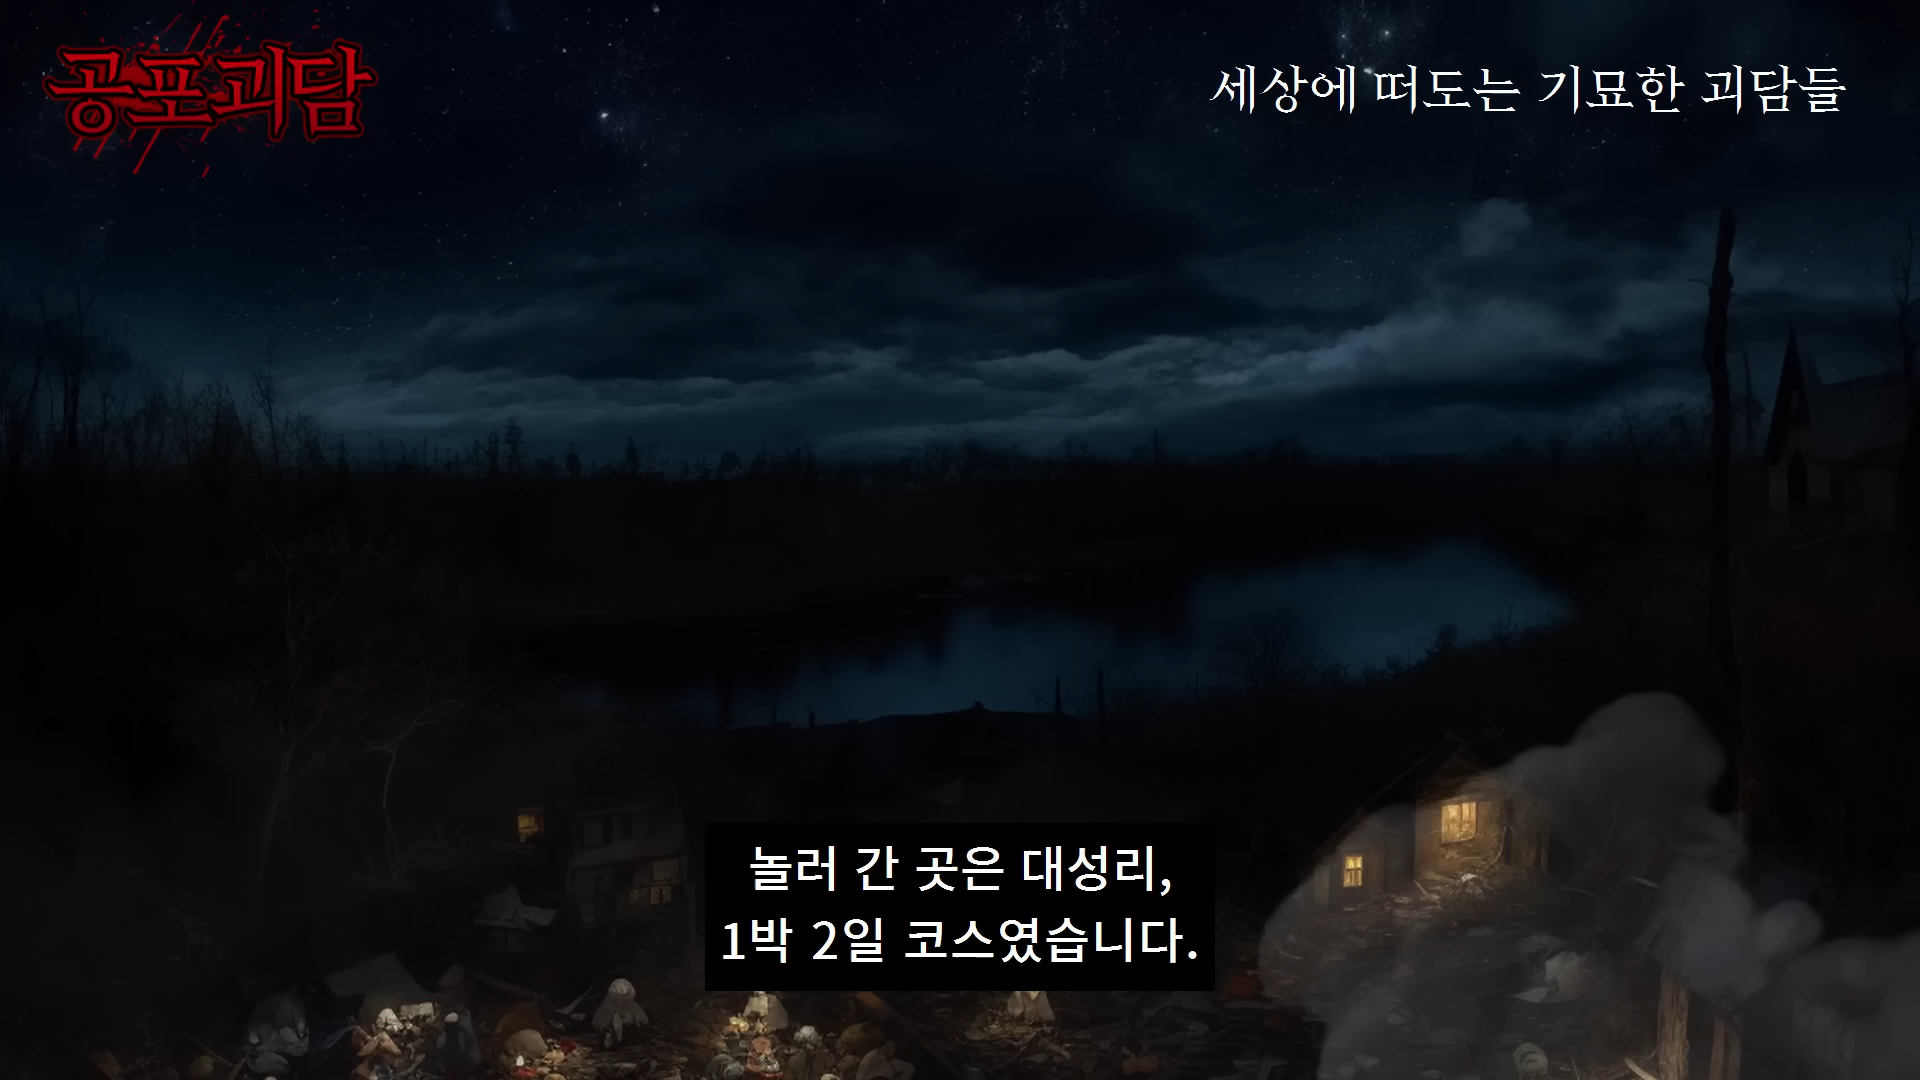 공포괴담
세상에 떠도는 기묘한 괴담들
놀러 간 곳은 대성리,
1박 2일 코스였습니다.